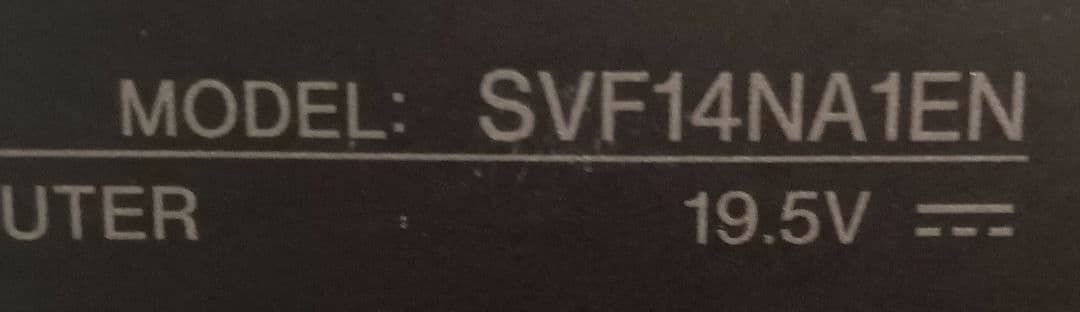 MODEL: SVF14NA1EN
UTER : 19.5V ⎓